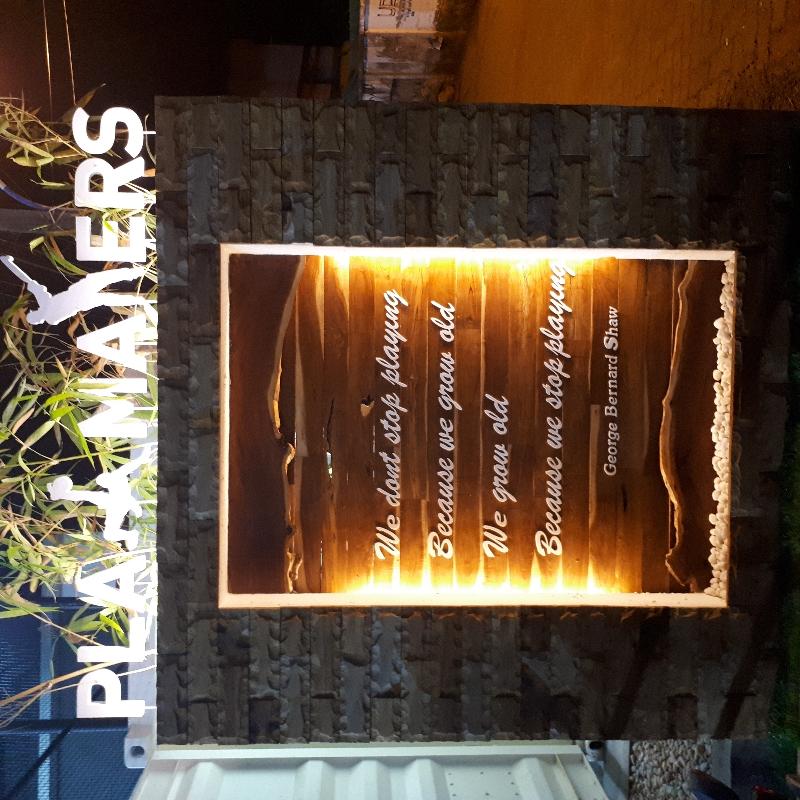 PLAYMAKERS
We dont stop playing
Because we grow old
We grow old
Because we stop playing
George Bernard Shaw